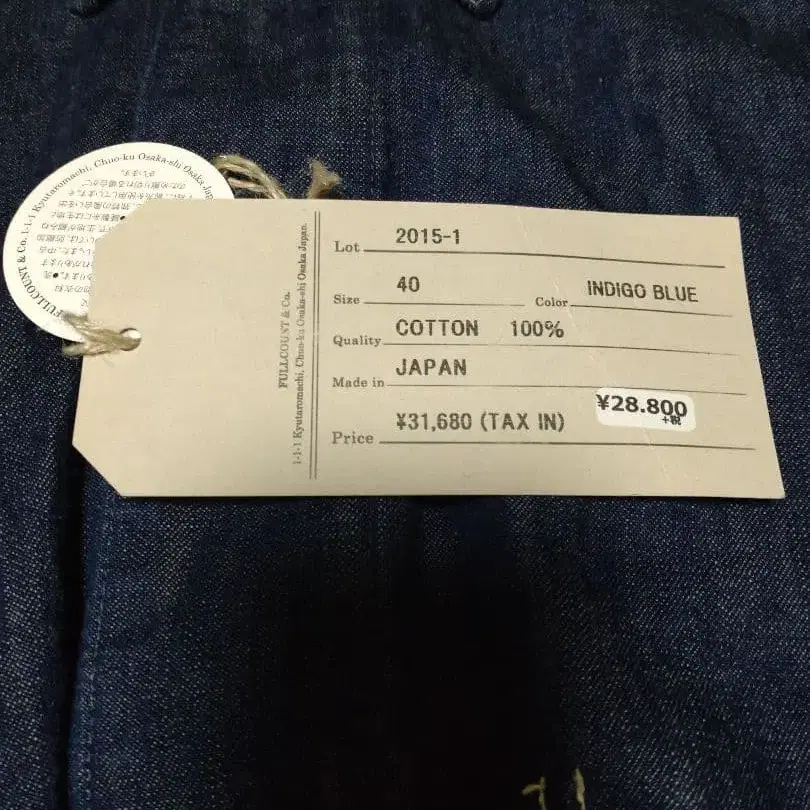 FULLCOUNT & Co. 1-1-1 Kyutaromachi, Chuo-ku Osaka-shi Osaka Jap
FULLCOUNT & Co.
1-1-1 Kyutaromachi, Chuo-ku Osaka-shi Osaka Japan.
Lot 2015-1
Size 40 Color INDIGO BLUE
Quality COTTON 100%
Made in JAPAN
Price ¥31,680 (TAX IN)
¥28.800
+税